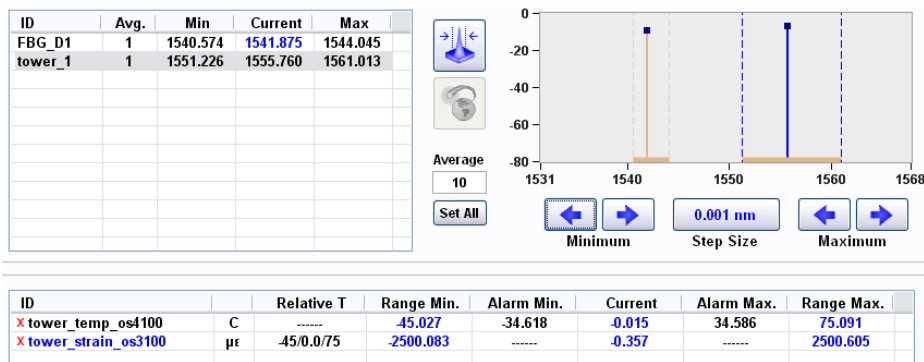 ID Avg. Min Current Max
FBG_D1 1 1540.574 1541.875 1544.045
tower_1 1 1551.226 1555.760 1561.013
Average
10
Set All
0
-20
-40
-60
-80
1531 1540 1550 1560 1568
0.001 nm
Minimum Step Size Maximum
ID Relative T Range Min. Alarm Min. Current Alarm Max. Range Max.
X tower_temp_os4100 C ------ -45.027 -34.618 -0.015 34.586 75.091
X tower_strain_os3100 µε -45/0.0/75 -2500.083 ------ -0.357 ------ 2500.605